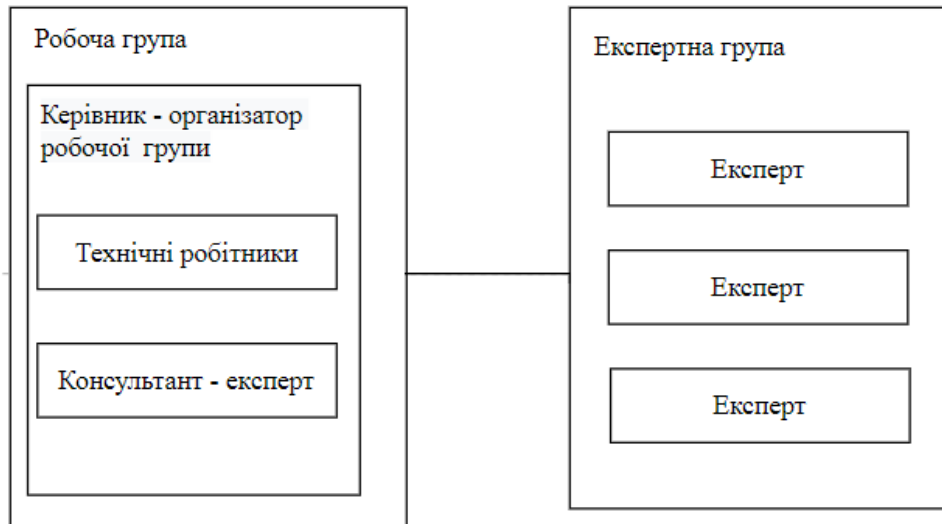 Робоча група
Керівник - організатор
робочої групи
Технічні робітники
Консультант - експерт
Експертна група
Експерт
Експерт
Експерт